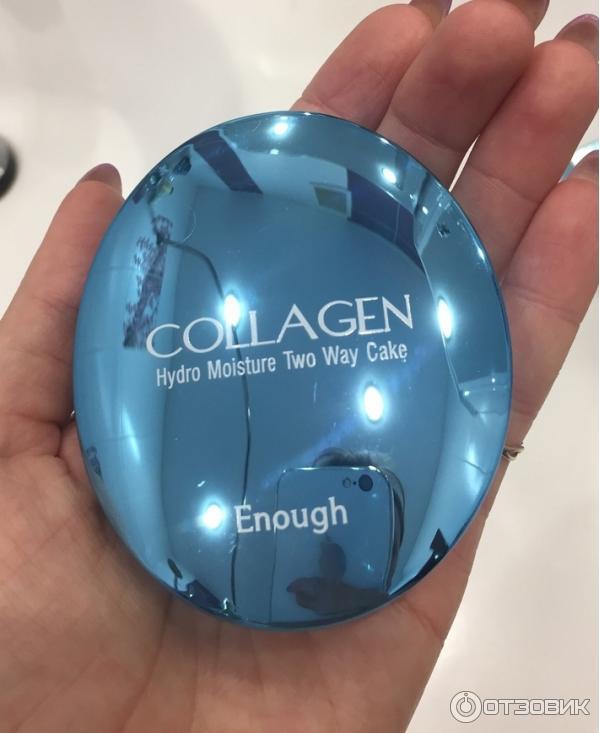 COLLAGEN
Hydro Moisture Two Way Cake
Enough
ОТЗОВИК